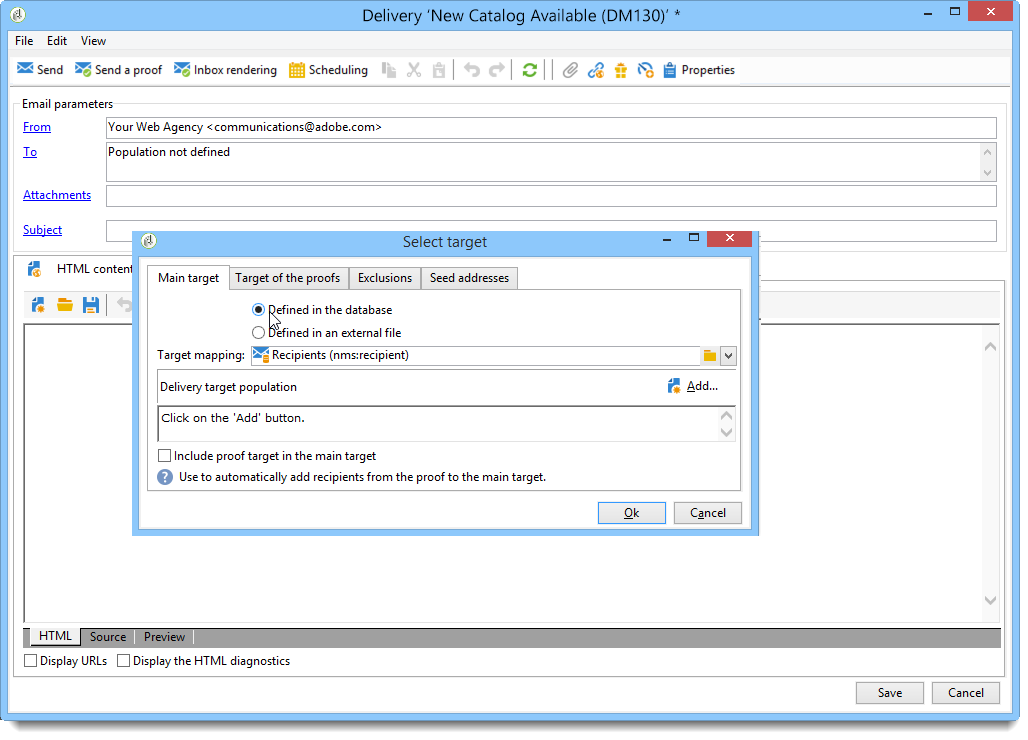 Delivery ‘New Catalog Available (DM130)’ *
File Edit View
Send Send a proof Inbox rendering Scheduling Properties
Email parameters
From Your Web Agency <communications@adobe.com>
To Population not defined
Attachments
Subject
Select target
HTML content
Main target Target of the proofs Exclusions Seed addresses
Defined in the database
Defined in an external file
Target mapping: Recipients (nms:recipient)
Delivery target population Add...
Click on the 'Add' button.
Include proof target in the main target
? Use to automatically add recipients from the proof to the main target.
Ok Cancel
HTML Source Preview
Display URLs Display the HTML diagnostics
Save Cancel